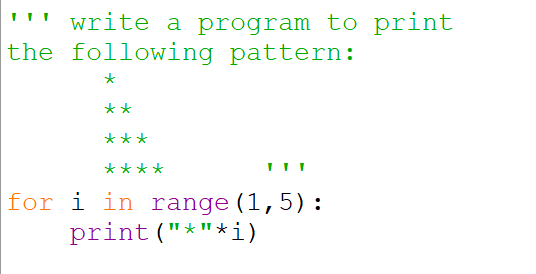 ''' write a program to print
the following pattern:
*
**
***
**** '''
for i in range(1,5):
print("*"*i)